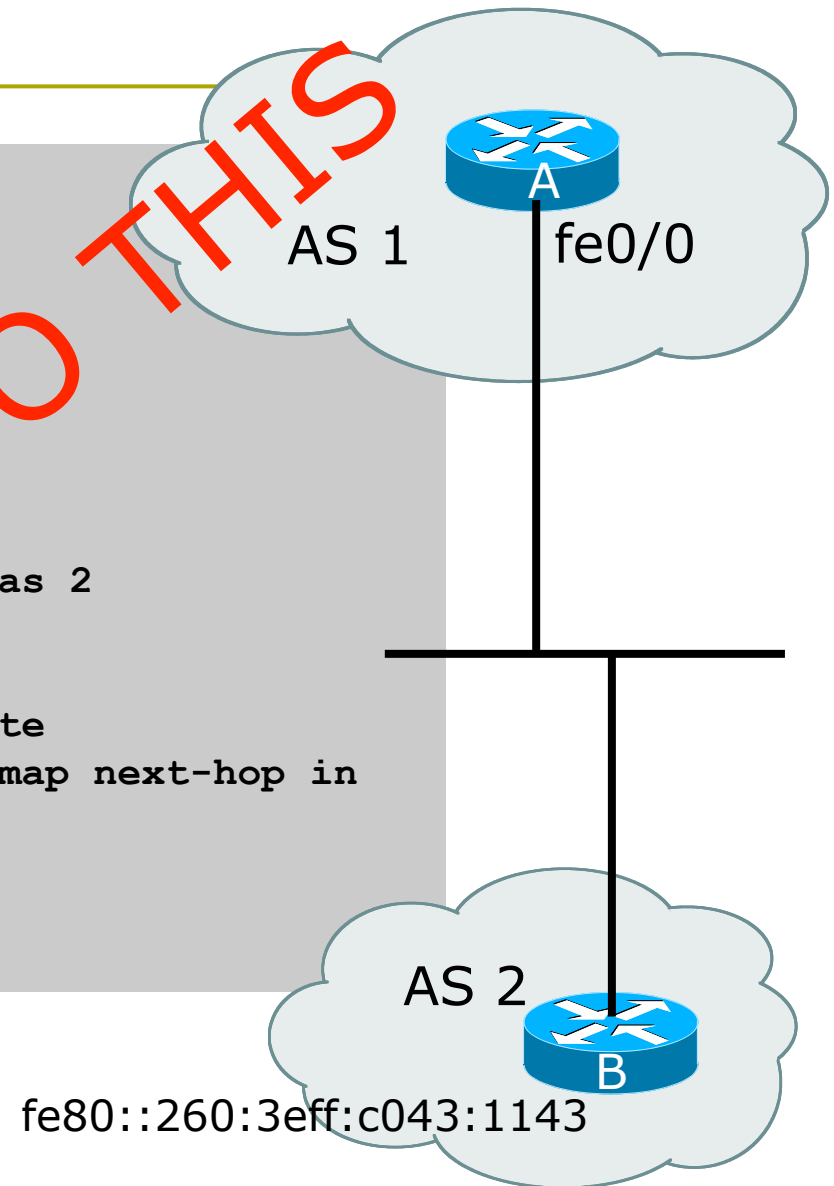 O THIS
A
AS 1
fe0/0
as 2
te
map next-hop in
AS 2
B
fe80::260:3eff:c043:1143